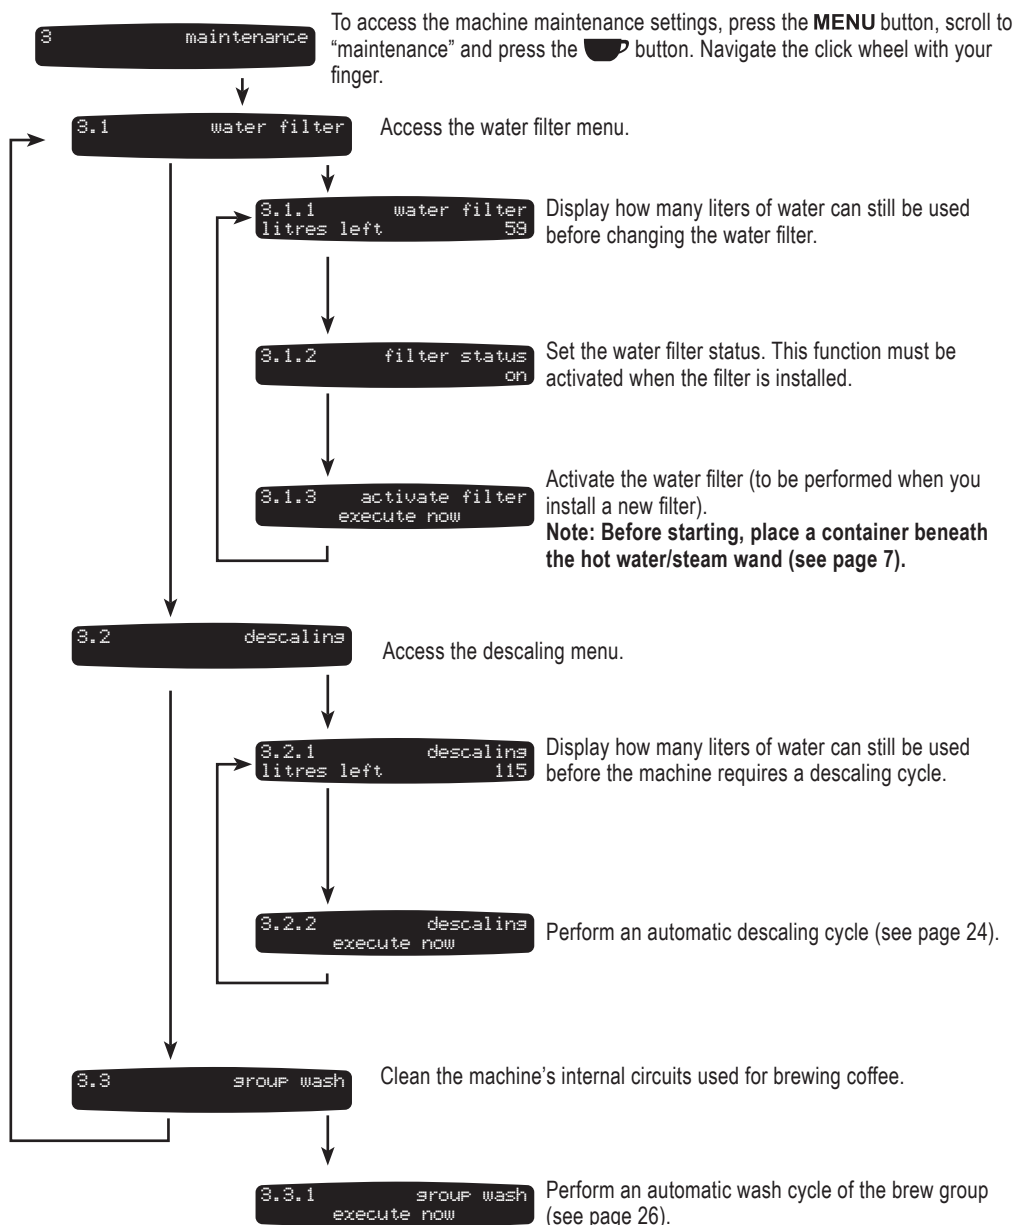 3 maintenance
To access the machine maintenance settings, press the MENU button, scroll to
“maintenance” and press the button. Navigate the click wheel with your
finger.
3.1 water filter
Access the water filter menu.
3.1.1 water filter
litres left 59
Display how many liters of water can still be used
before changing the water filter.
3.1.2 filter status
on
Set the water filter status. This function must be
activated when the filter is installed.
3.1.3 activate filter
execute now
Activate the water filter (to be performed when you
install a new filter).
Note: Before starting, place a container beneath
the hot water/steam wand (see page 7).
3.2 descaling
Access the descaling menu.
3.2.1 descaling
litres left 115
Display how many liters of water can still be used
before the machine requires a descaling cycle.
3.2.2 descaling
execute now
Perform an automatic descaling cycle (see page 24).
3.3 group wash
Clean the machine’s internal circuits used for brewing coffee.
3.3.1 group wash
execute now
Perform an automatic wash cycle of the brew group
(see page 26).